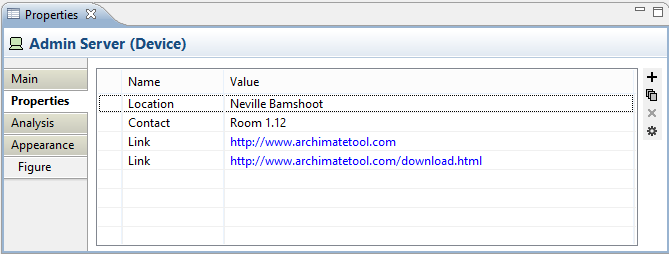 Properties
Admin Server (Device)
Main
Properties
Analysis
Appearance
Figure
Name Value
Location Neville Bamshoot
Contact Room 1.12
Link http://www.archimatetool.com
Link http://www.archimatetool.com/download.html